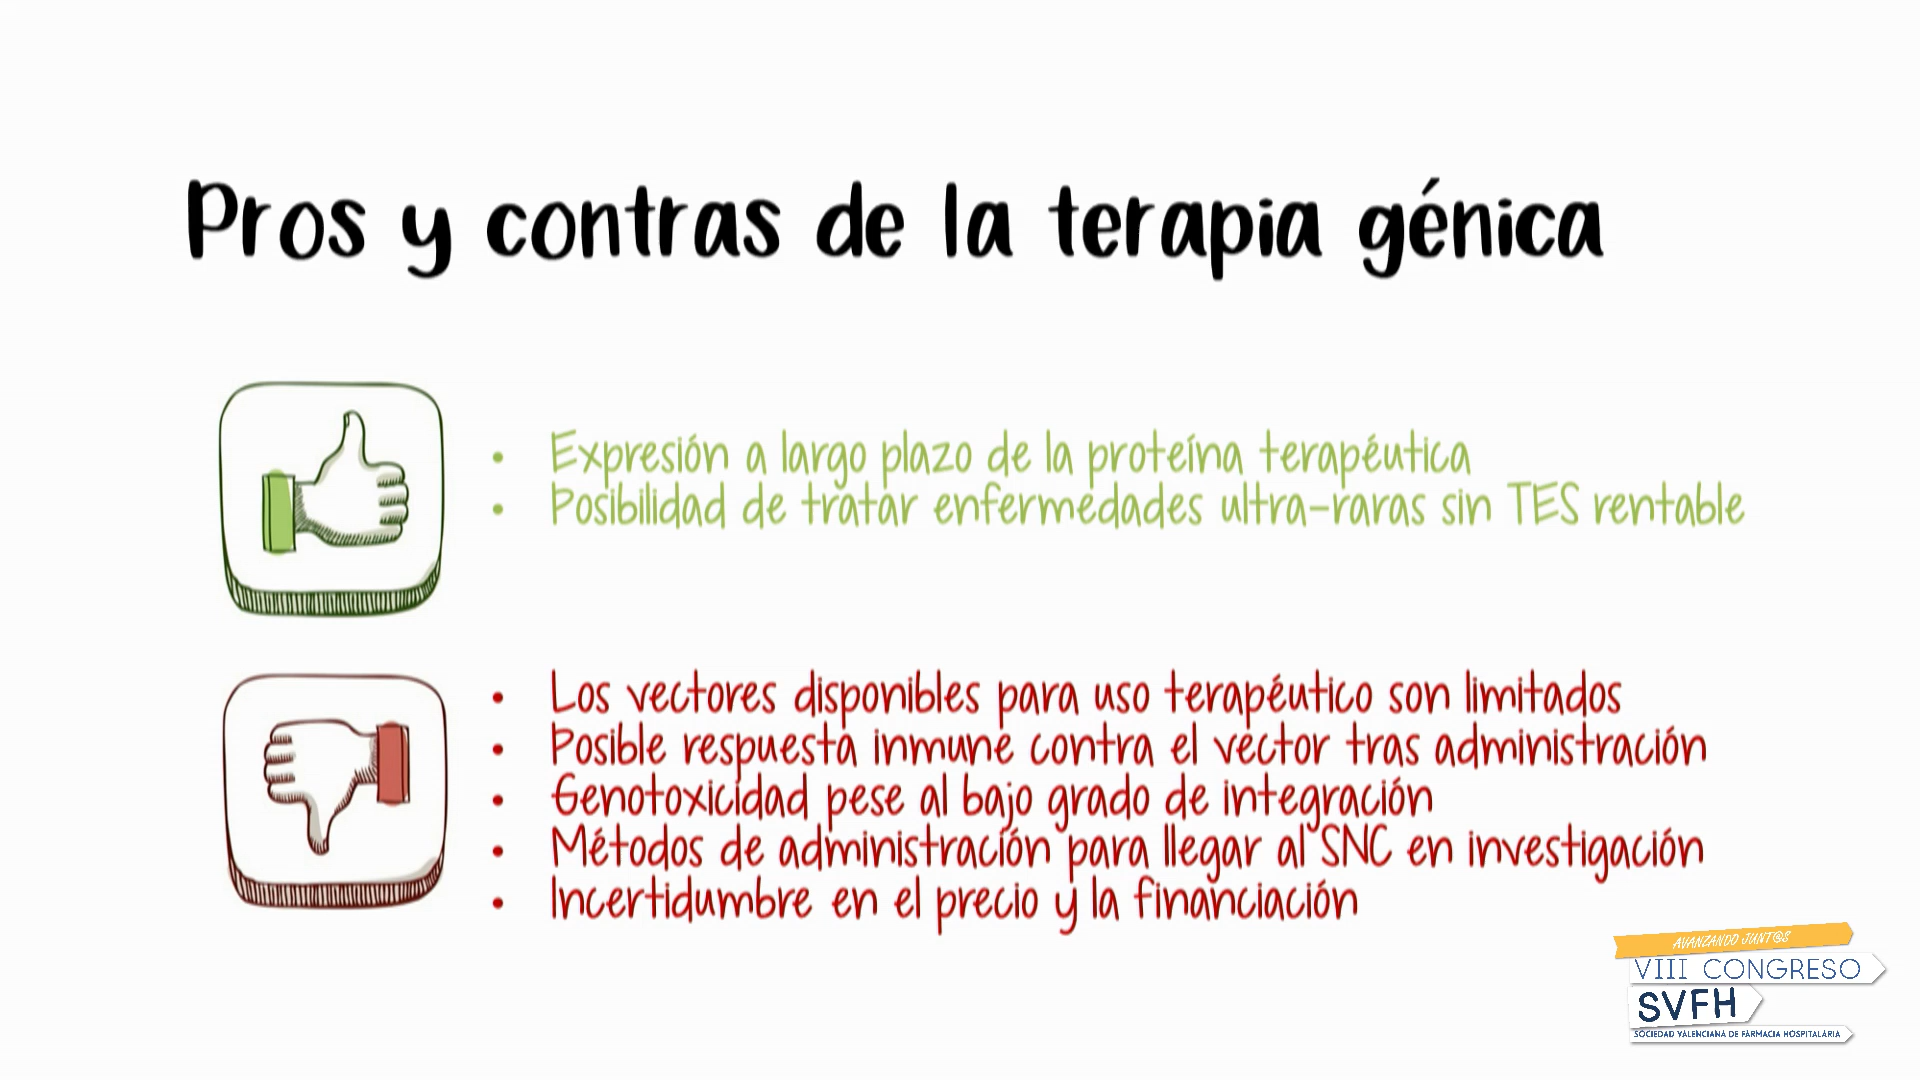 Pros y contras de la terapia génica
• Expresión a largo plazo de la proteína terapéutica
• Posibilidad de tratar enfermedades ultra-raras sin TES rentable
• Los vectores disponibles para uso terapéutico son limitados
• Posible respuesta inmune contra el vector tras administración
• Genotoxicidad pese al bajo grado de integración
• Métodos de administración para llegar al SNC en investigación
• Incertidumbre en el precio y la financiación
AVANZANDO JUNT@S
VIII CONGRESO
SVFH
SOCIEDAD VALENCIANA DE FARMACIA HOSPITALARIA